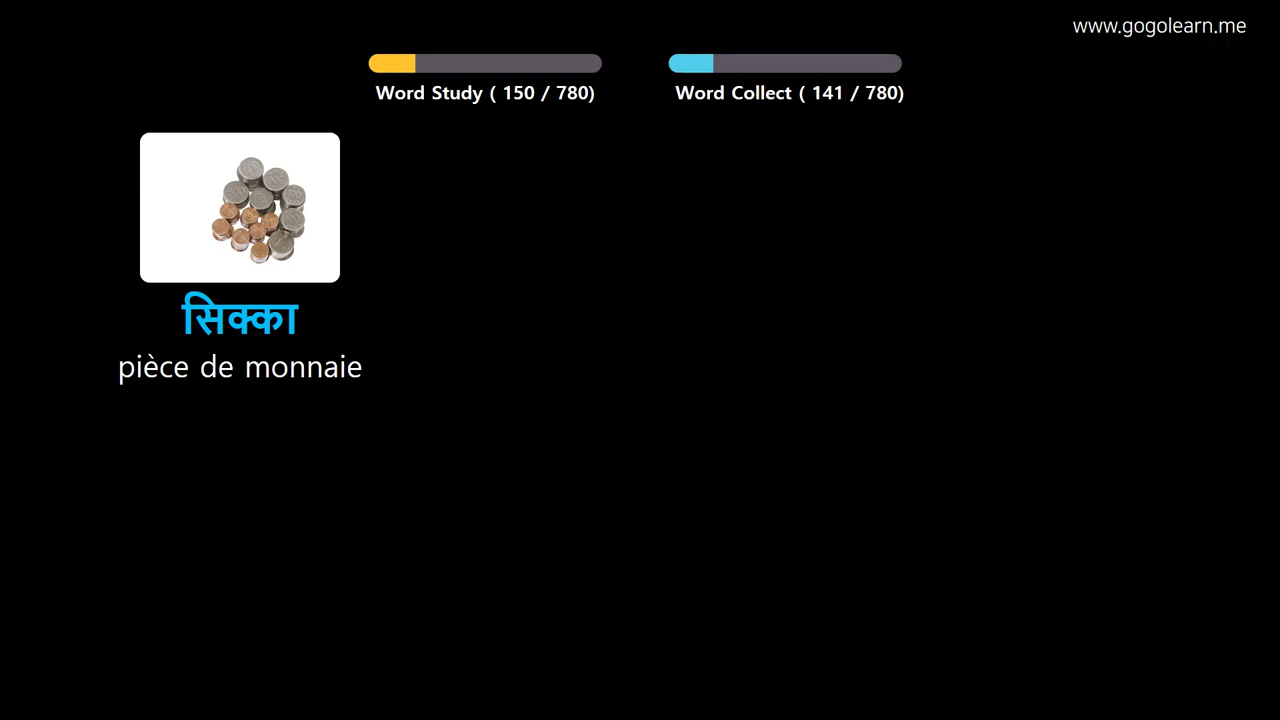 www.gogolearn.me
Word Study ( 150 / 780)
Word Collect ( 141 / 780)
सिक्का
pièce de monnaie